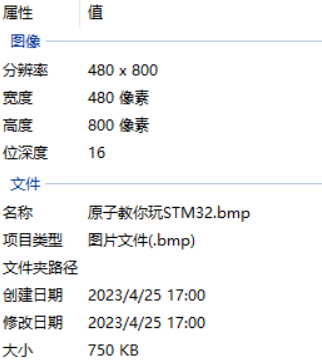 属性 值
图像
分辨率 480 x 800
宽度 480 像素
高度 800 像素
位深度 16
文件
名称 原子教你玩STM32.bmp
项目类型 图片文件(.bmp)
文件夹路径
创建日期 2023/4/25 17:00
修改日期 2023/4/25 17:00
大小 750 KB